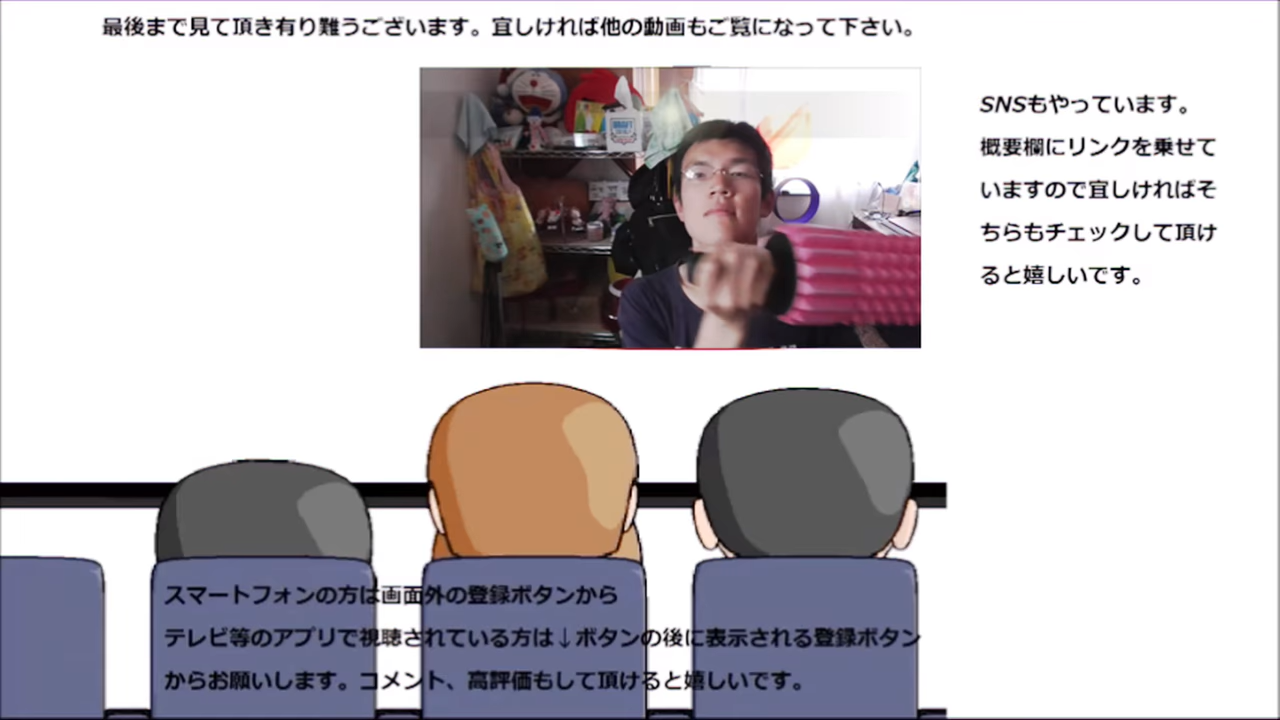 最後まで見て頂き有り難うございます。宜しければ他の動画もご覧になって下さい。
SNSもやっています。
概要欄にリンクを乗せて
いますので宜しければそ
ちらもチェックして頂け
ると嬉しいです。
スマートフォンの方は画面外の登録ボタンから
テレビ等のアプリで視聴されている方は↓ボタンの後に表示される登録ボタン
からお願いします。コメント、高評価もして頂けると嬉しいです。